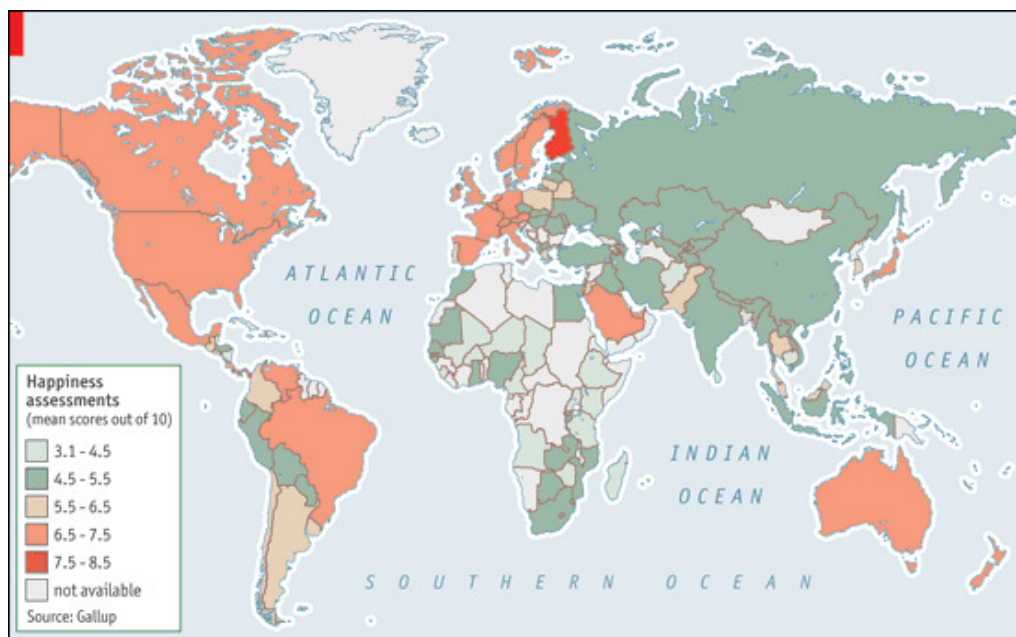 ATLANTIC
OCEAN
PACIFIC
OCEAN
INDIAN
OCEAN
SOUTHERN OCEAN
Happiness
assessments
(mean scores out of 10)
3.1 - 4.5
4.5 - 5.5
5.5 - 6.5
6.5 - 7.5
7.5 - 8.5
not available
Source: Gallup